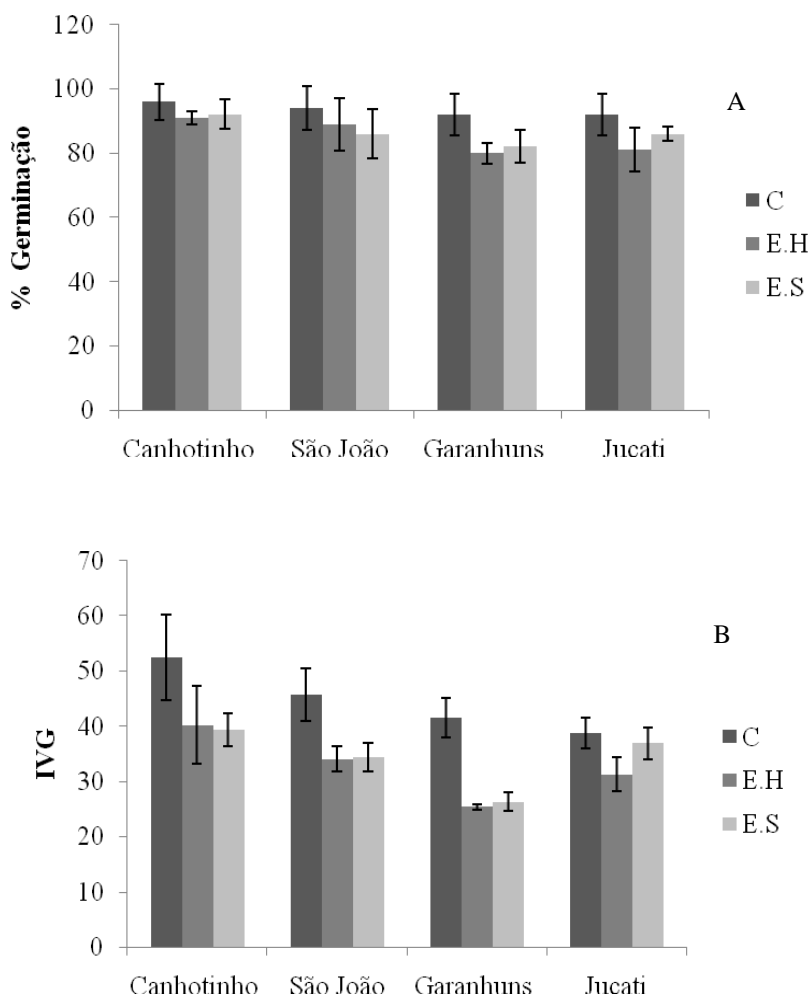 % Germinação
120
100
80
60
40
20
0
Canhotinho São João Garanhuns Jucati
A
C
E.H
E.S
IVG
70
60
50
40
30
20
10
0
Canhotinho São João Garanhuns Jucati
B
C
E.H
E.S